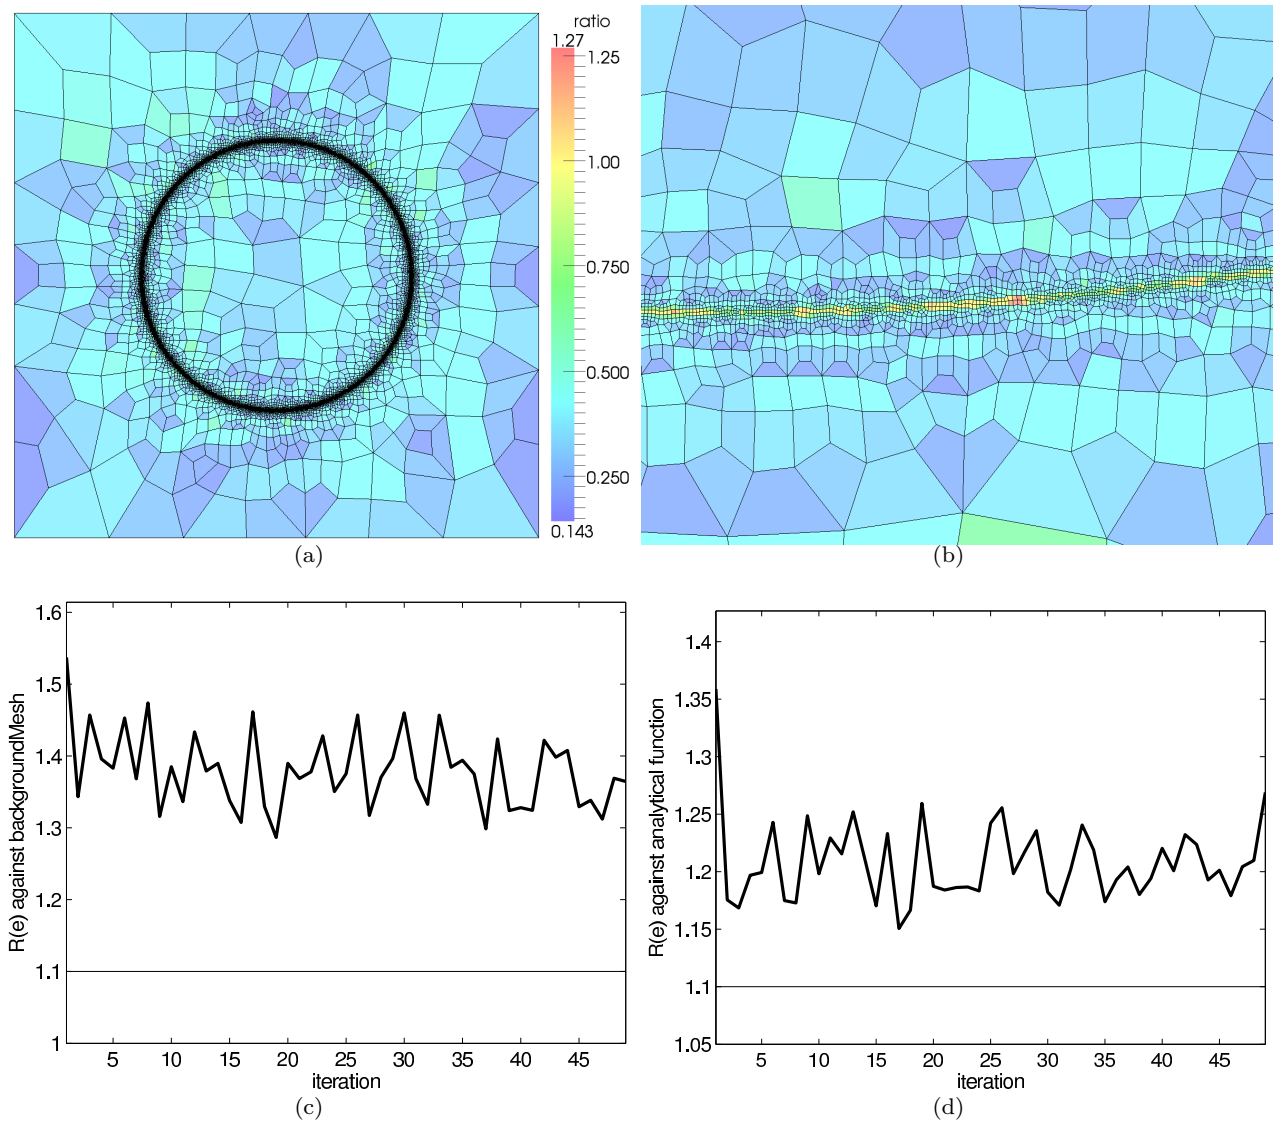 ratio
1.27
1.25
1.00
0.750
0.500
0.250
0.143
(a)
(b)
R(e) against backgroundMesh
1.6
1.5
1.4
1.3
1.2
1.1
1
5 10 15 20 25 30 35 40 45
iteration
(c)
R(e) against analytical function
1.4
1.35
1.3
1.25
1.2
1.15
1.1
1.05
5 10 15 20 25 30 35 40 45
iteration
(d)